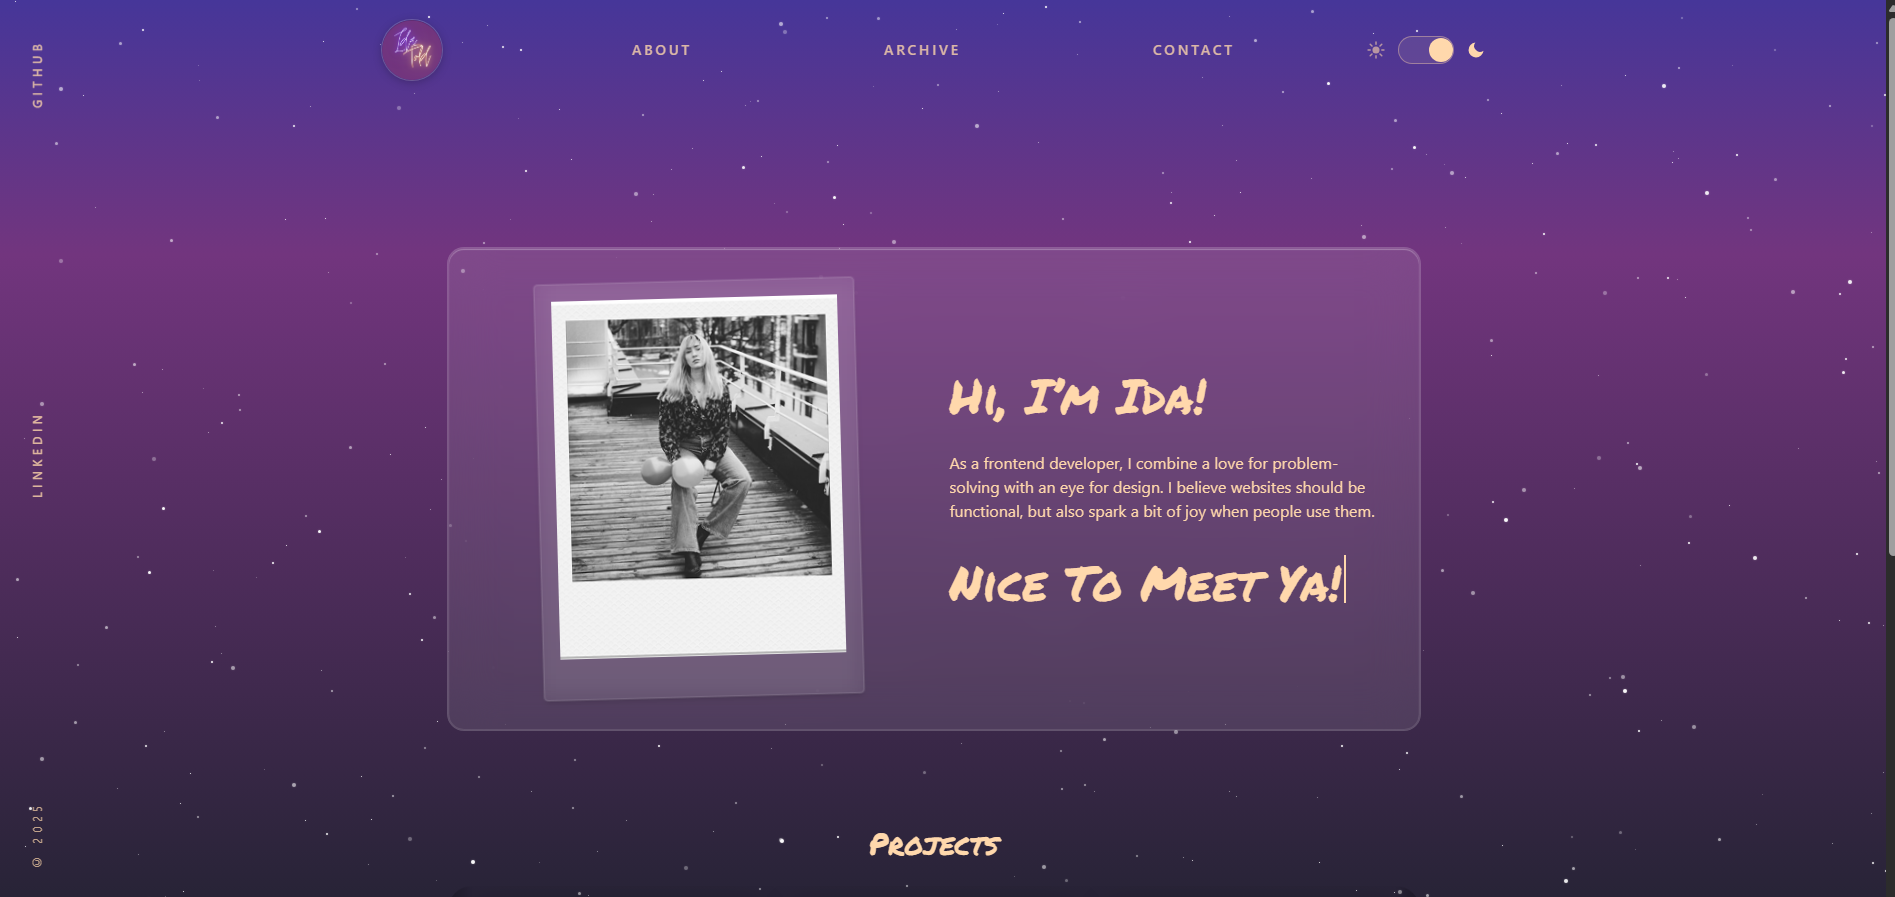 ABOUT
ARCHIVE
CONTACT
GITHUB
LINKEDIN
© 2025
Hi, I'm Ida!
As a frontend developer, I combine a love for problem-
solving with an eye for design. I believe websites should be
functional, but also spark a bit of joy when people use them.
Nice To Meet Ya!
Projects